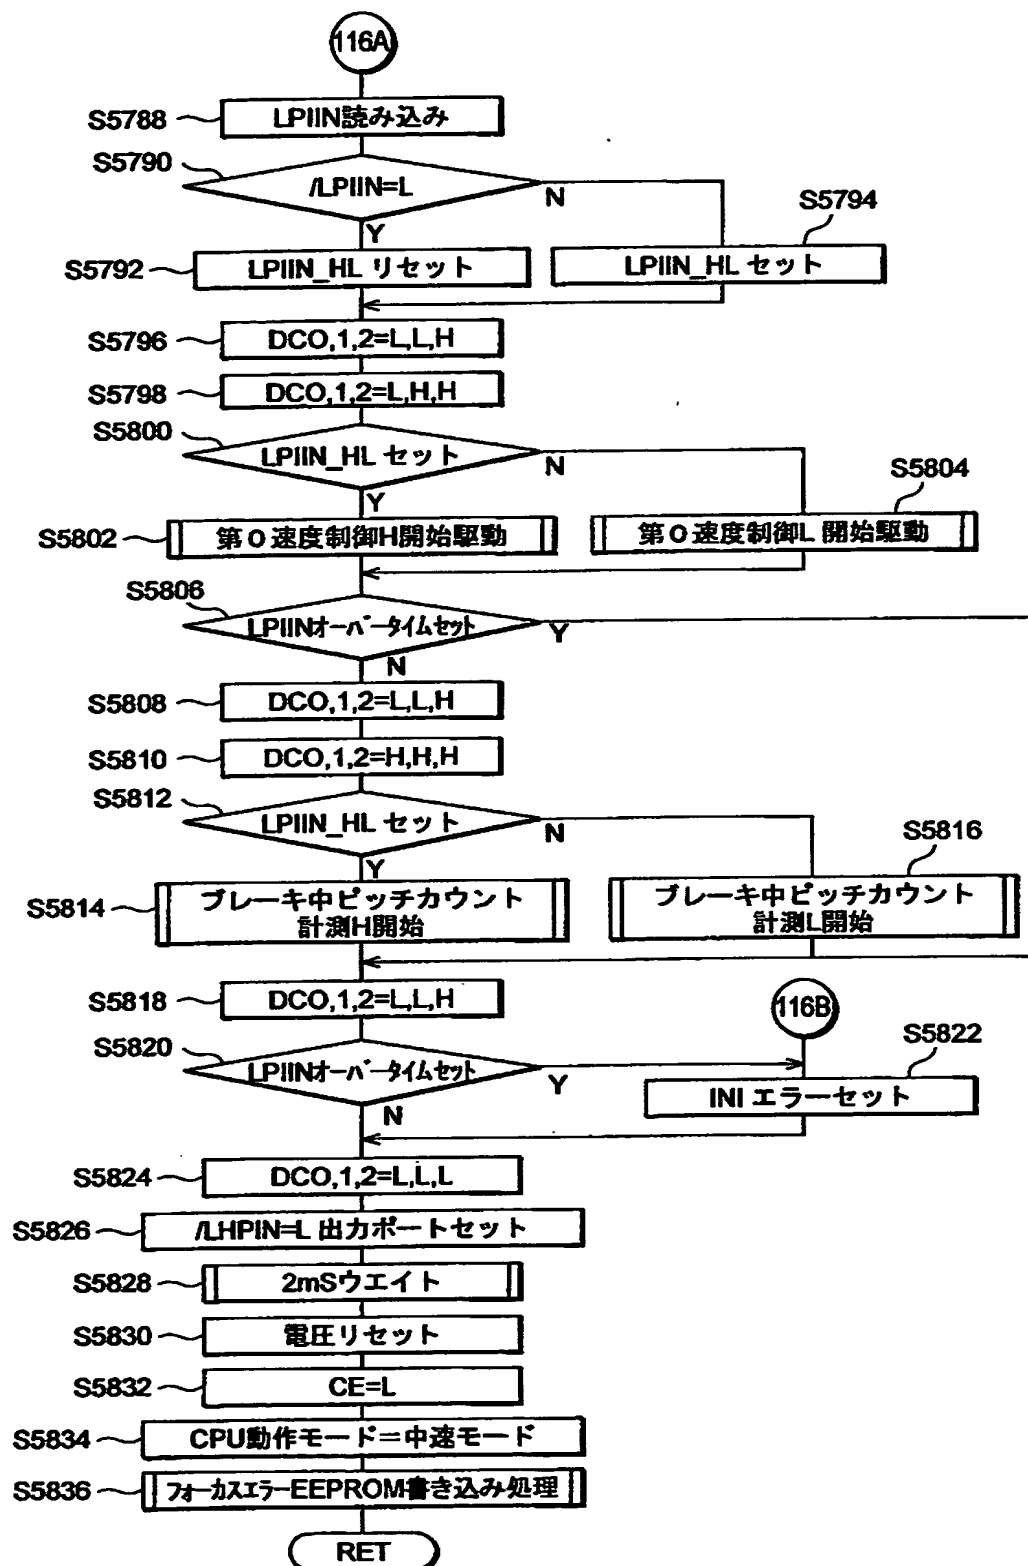 116A
S5788
LPIIN読み込み
S5790
/LPIIN=L
N
Y
S5794
S5792
LPIIN_HL リセット
LPIIN_HL セット
S5796
DC0,1,2=L,L,H
S5798
DC0,1,2=L,H,H
S5800
LPIIN_HL セット
N
Y
S5804
S5802
第0速度制御H開始駆動
第0速度制御L 開始駆動
S5806
LPIINオーバータイムセット
Y
N
S5808
DC0,1,2=L,L,H
S5810
DC0,1,2=H,H,H
S5812
LPIIN_HL セット
N
Y
S5816
S5814
ブレーキ中ピッチカウント
計測H開始
ブレーキ中ピッチカウント
計測L開始
S5818
DC0,1,2=L,L,H
116B
S5820
LPIINオーバータイムセット
Y
N
S5822
INI エラーセット
S5824
DC0,1,2=L,L,L
S5826
/LHPIN=L 出力ポートセット
S5828
2mSウエイト
S5830
電圧リセット
S5832
CE=L
S5834
CPU動作モード＝中速モード
S5836
フォーカスエラーEEPROM書き込み処理
RET